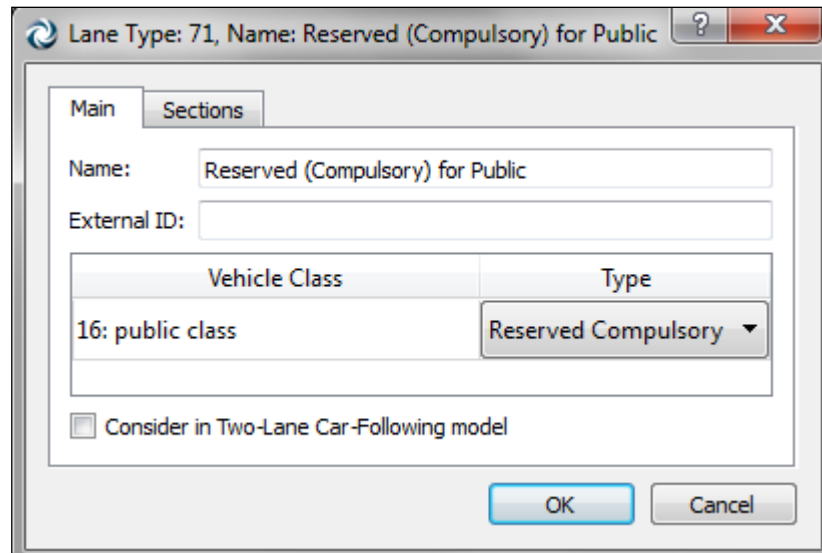 Lane Type: 71, Name: Reserved (Compulsory) for Public
Main Sections
Name: Reserved (Compulsory) for Public
External ID:
Vehicle Class Type
16: public class Reserved Compulsory
Consider in Two-Lane Car-Following model
OK Cancel